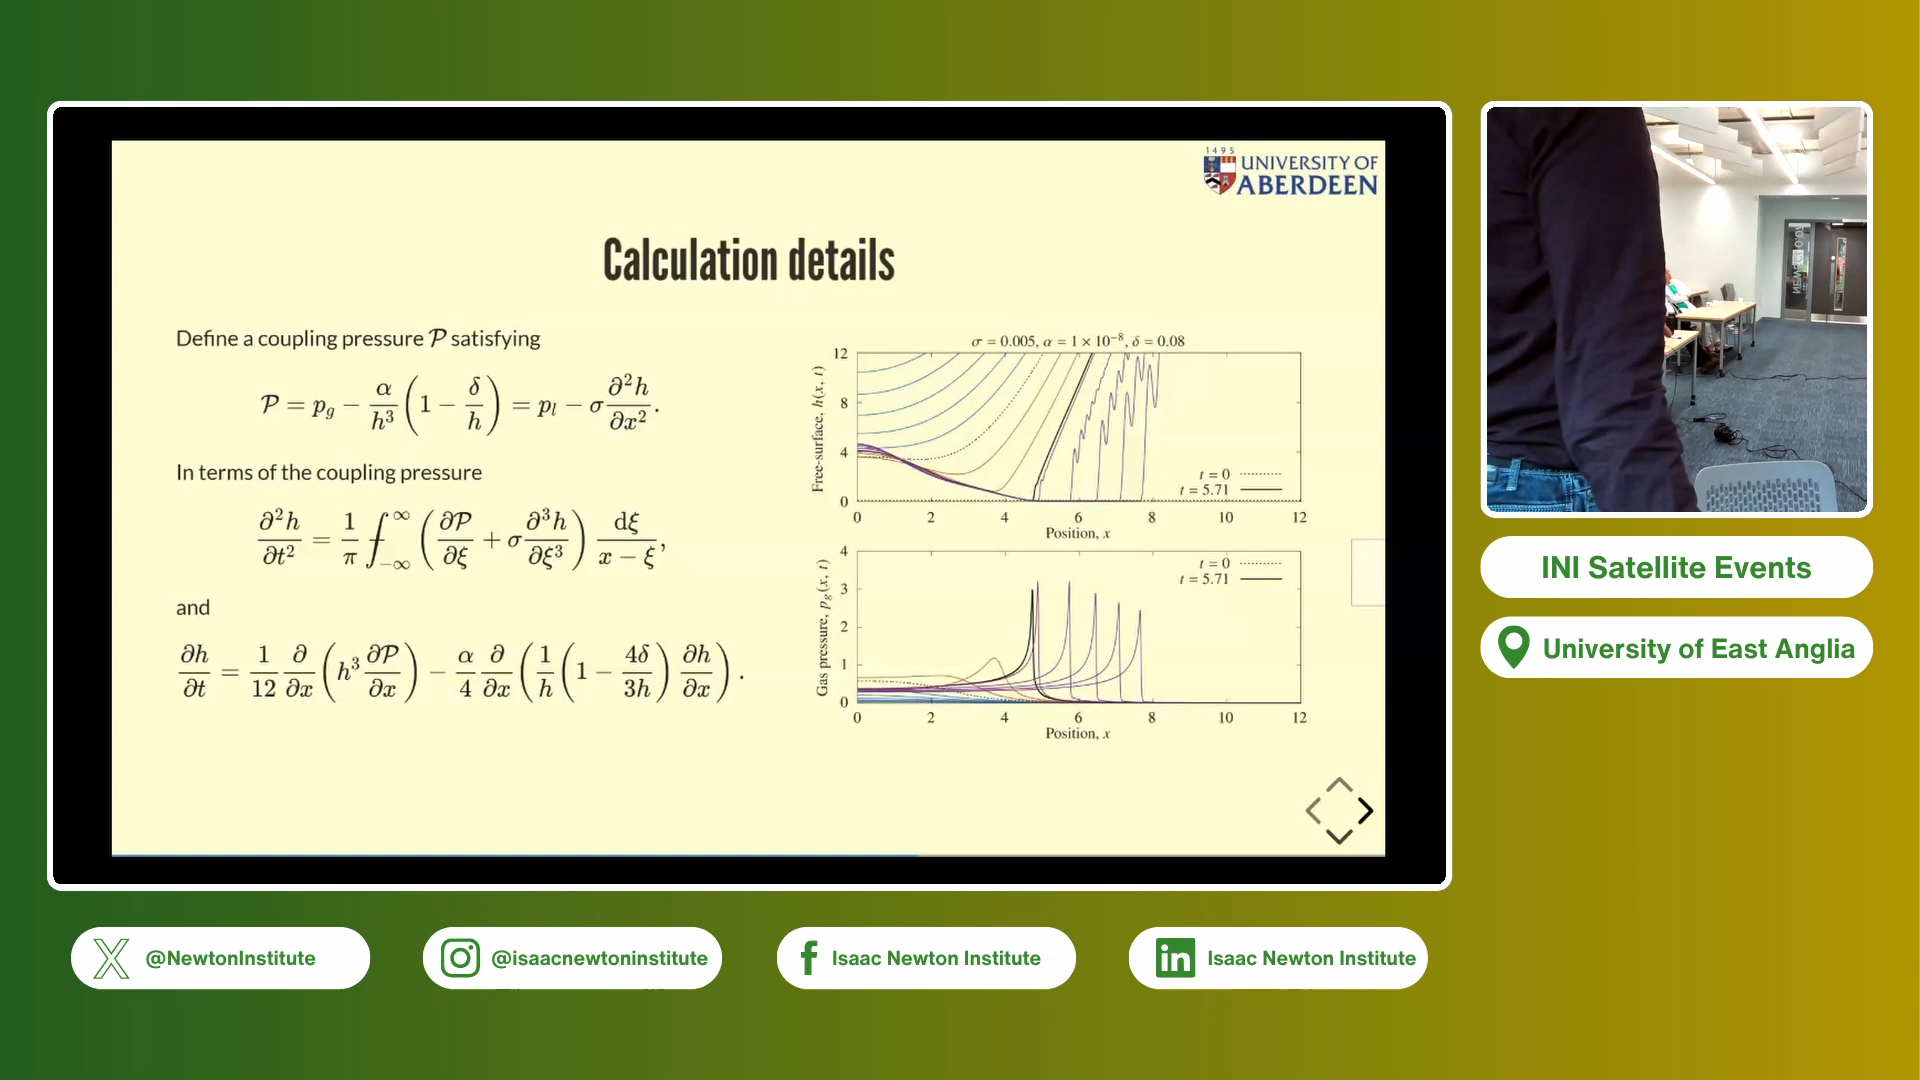 1495
UNIVERSITY OF
ABERDEEN
Calculation details
Define a coupling pressure 𝒫 satisfying
𝒫 = p_g − α/h³ (1 − δ/h) = p_l − σ ∂²h/∂x².
In terms of the coupling pressure
∂²h/∂t² = 1/π ⨍_{−∞}^{∞} (∂𝒫/∂ξ + σ ∂³h/∂ξ³) dξ/(x − ξ),
and
∂h/∂t = 1/12 ∂/∂x (h³ ∂𝒫/∂x) − α/4 ∂/∂x (1/h (1 − 4δ/3h) ∂h/∂x).
σ = 0.005, α = 1 × 10⁻⁸, δ = 0.08
Free-surface, h(x, t)
12
8
4
0
t = 0
t = 5.71
0 2 4 6 8 10 12
Position, x
Gas pressure, p_g(x, t)
4
3
2
1
0
t = 0
t = 5.71
0 2 4 6 8 10 12
Position, x
INI Satellite Events
University of East Anglia
@NewtonInstitute
@isaacnewtoninstitute
Isaac Newton Institute
Isaac Newton Institute